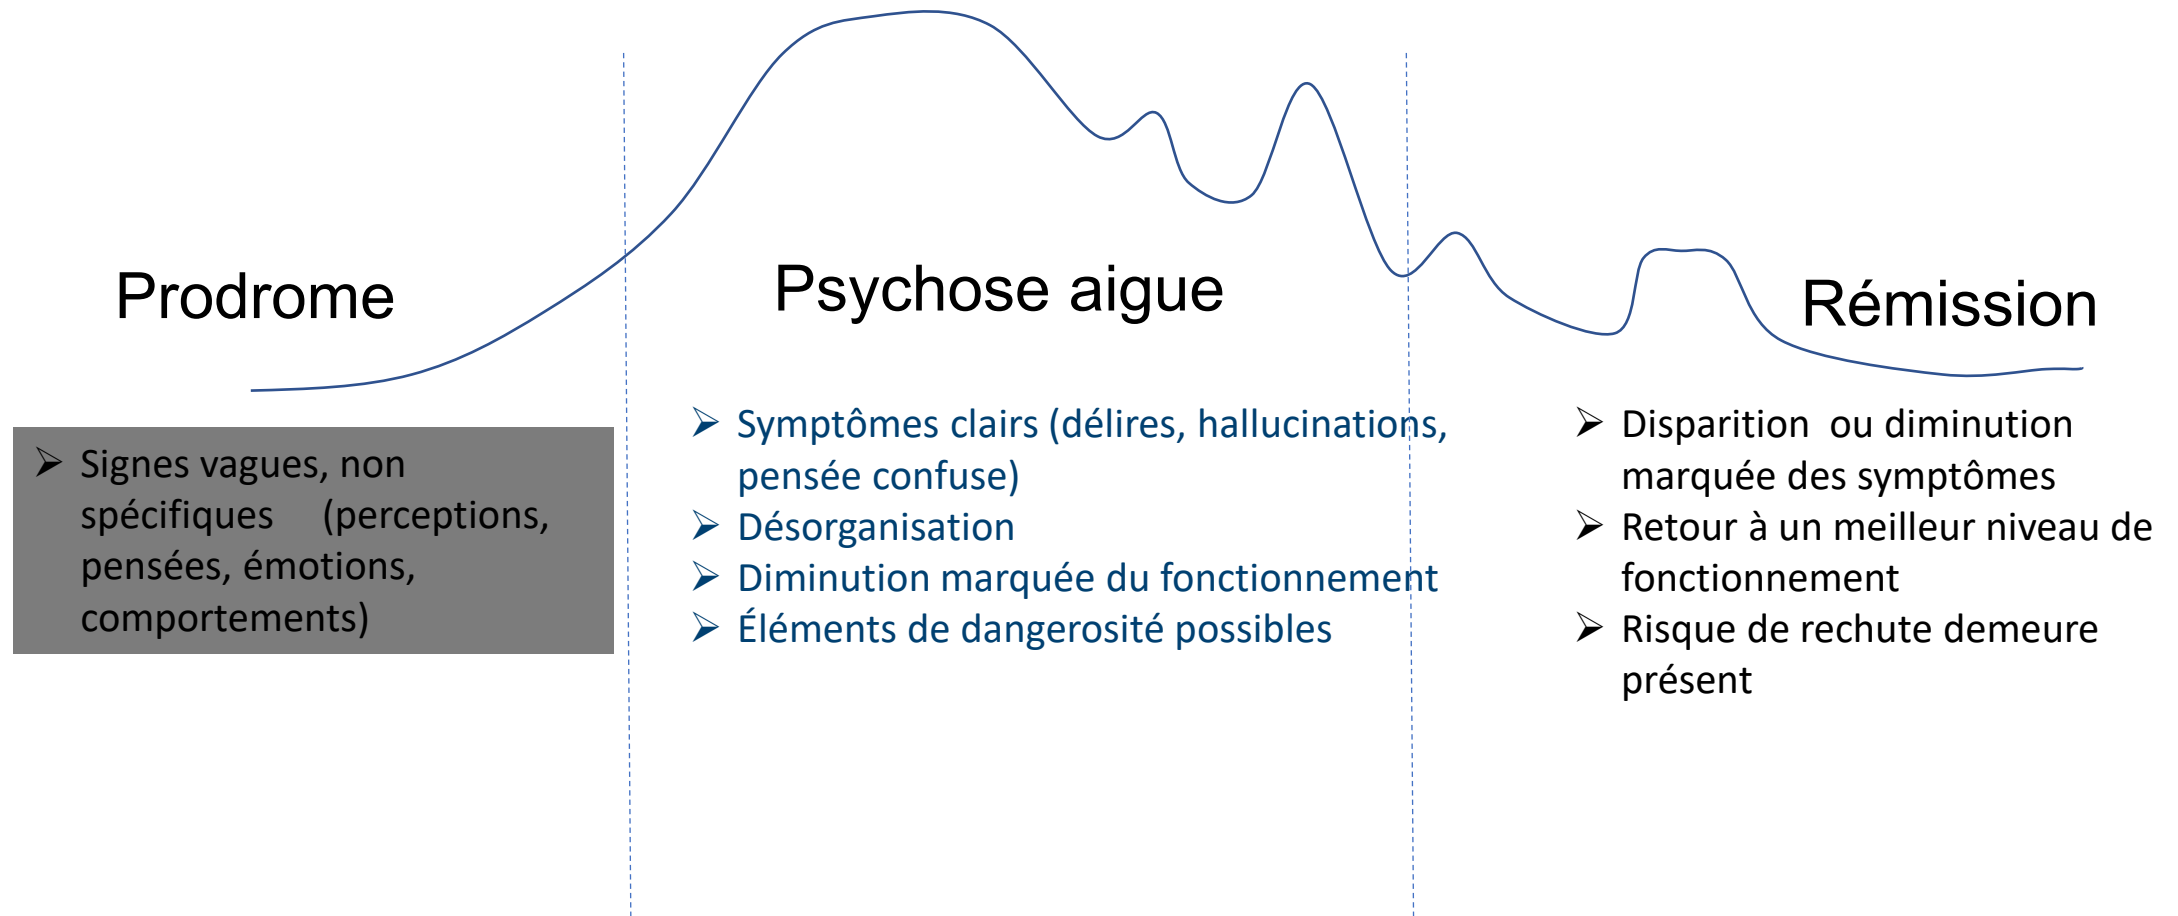 Prodrome
Psychose aigue
Rémission
➢ Signes vagues, non
spécifiques (perceptions,
pensées, émotions,
comportements)
➢ Symptômes clairs (délires, hallucinations,
pensée confuse)
➢ Désorganisation
➢ Diminution marquée du fonctionnement
➢ Éléments de dangerosité possibles
➢ Disparition ou diminution
marquée des symptômes
➢ Retour à un meilleur niveau de
fonctionnement
➢ Risque de rechute demeure
présent